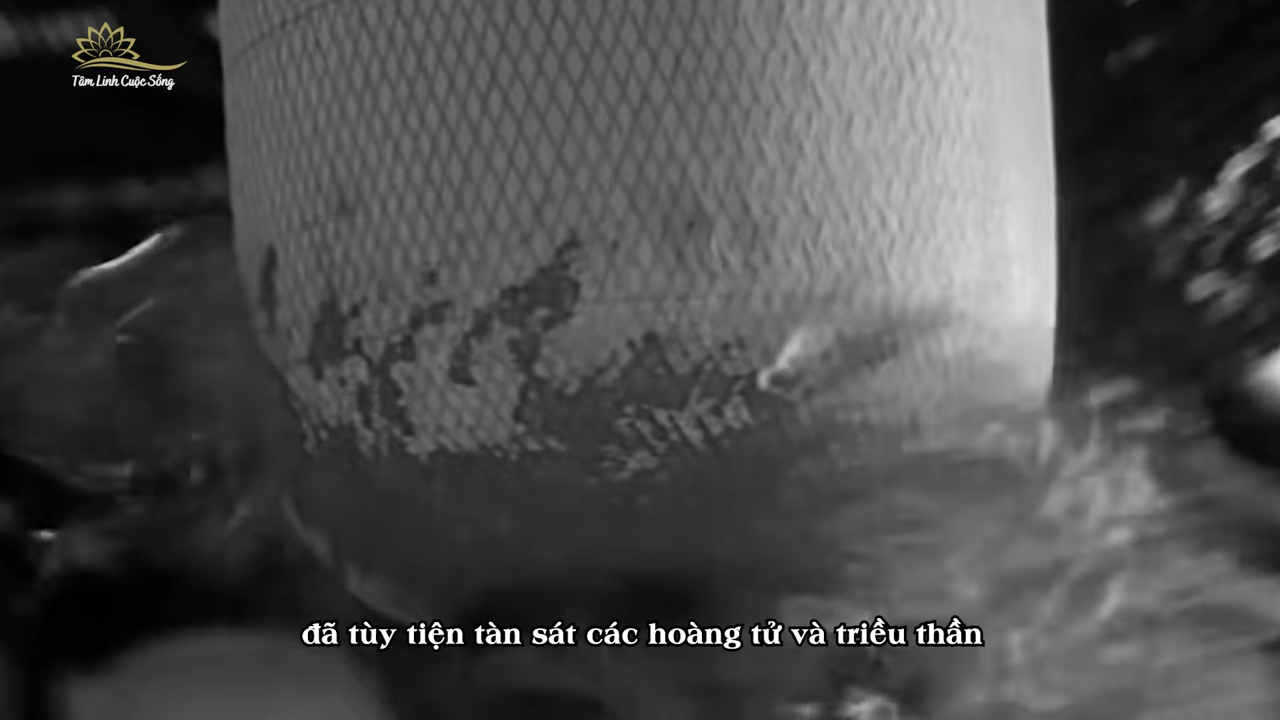 Tâm Linh Cuộc Sống
đã tùy tiện tàn sát các hoàng tử và triều thần